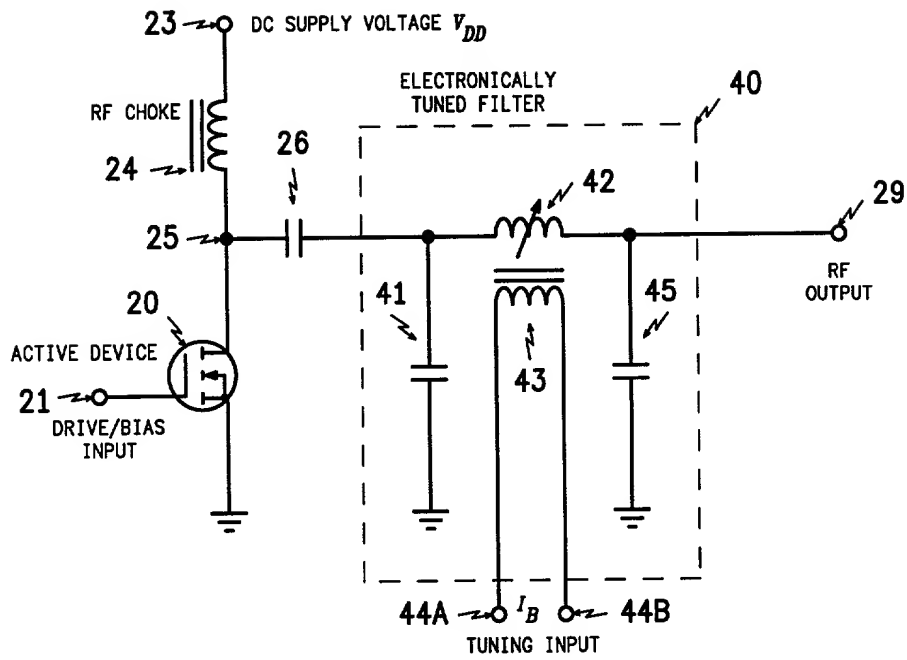 23 DC SUPPLY VOLTAGE V_DD
ELECTRONICALLY
TUNED FILTER
40
RF CHOKE
24
26
42
29
25
RF
OUTPUT
20
41
45
ACTIVE DEVICE
43
21
DRIVE/BIAS
INPUT
44A I_B 44B
TUNING INPUT